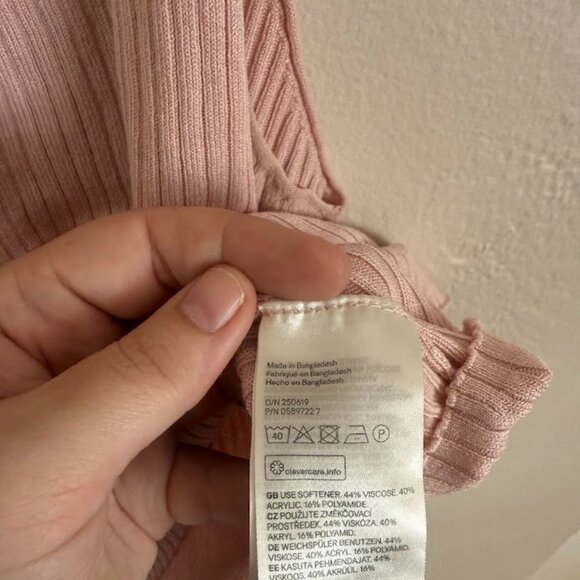 Made in Bangladesh
Fabriqué en Bangladesh
Hecho en Bangladesh
O/N 250619
P/N 05897227
40 P
clevercare.info
GB USE SOFTENER. 44% VISCOSE. 40%
ACRYLIC. 16% POLYAMIDE.
CZ POUŽIJTE ZMĚKČOVACÍ
PROSTŘEDEK. 44% VISKÓZA. 40%
AKRYL. 16% POLYAMID.
DE WEICHSPÜLER BENUTZEN. 44%
VISKOSE. 40% ACRYL. 16% POLYAMID.
EE KASUTA PEHMENDAJAT. 44%
VISKOOS. 40% AKRÜÜL. 16%